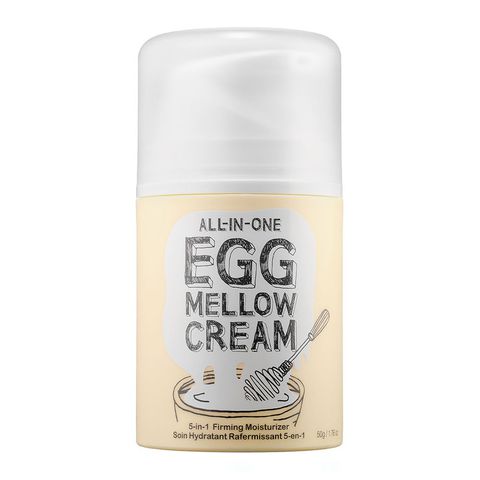 ALL-IN-ONE
EGG
MELLOW
CREAM
5-in-1 Firming Moisturizer
Soin Hydratant Rafermissant 5-en-1
50g / 1.76 oz